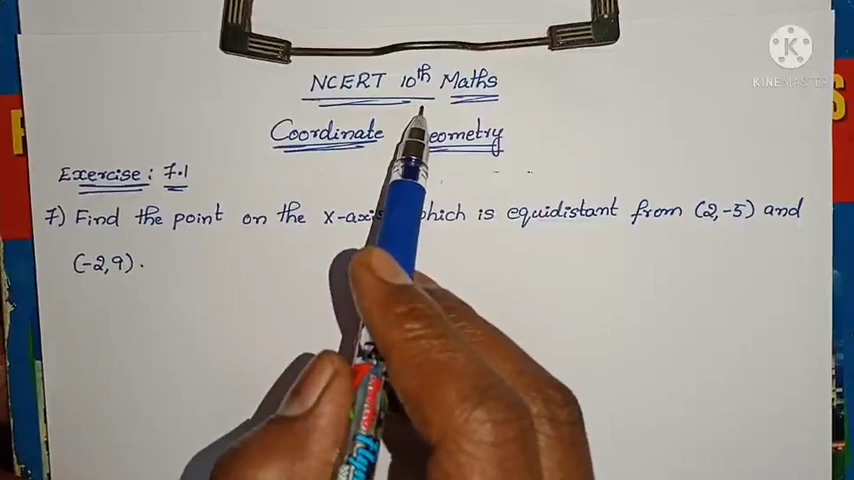 KINEMASTER
NCERT 10th Maths
Coordinate eometry
Exercise : 7.1
7) Find the point on the x-axis which is equidistant from (2,-5) and
(-2,9).